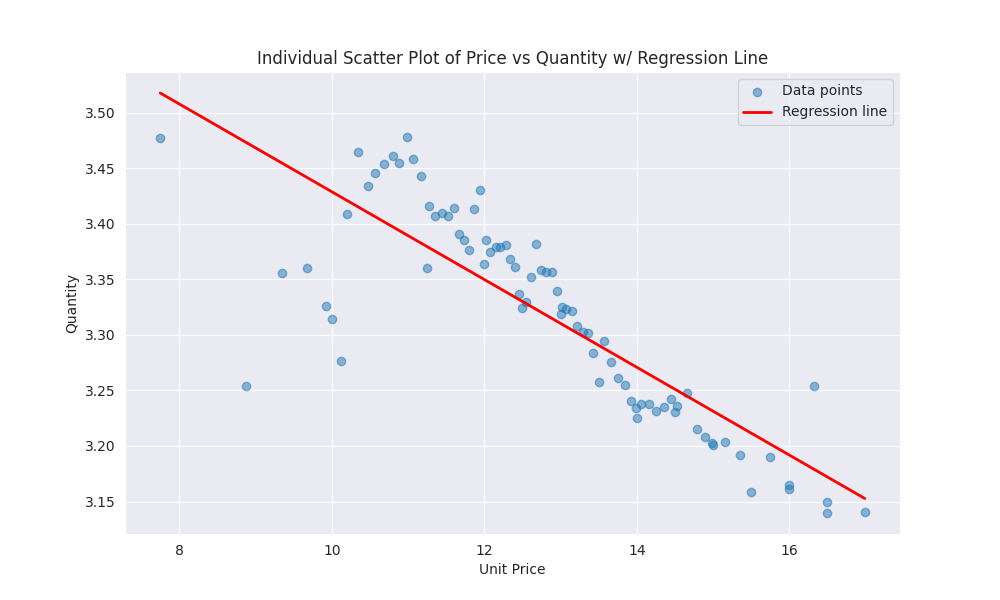 Individual Scatter Plot of Price vs Quantity w/ Regression Line
Data points
Regression line
3.50
3.45
3.40
3.35
3.30
3.25
3.20
3.15
Quantity
8 10 12 14 16
Unit Price